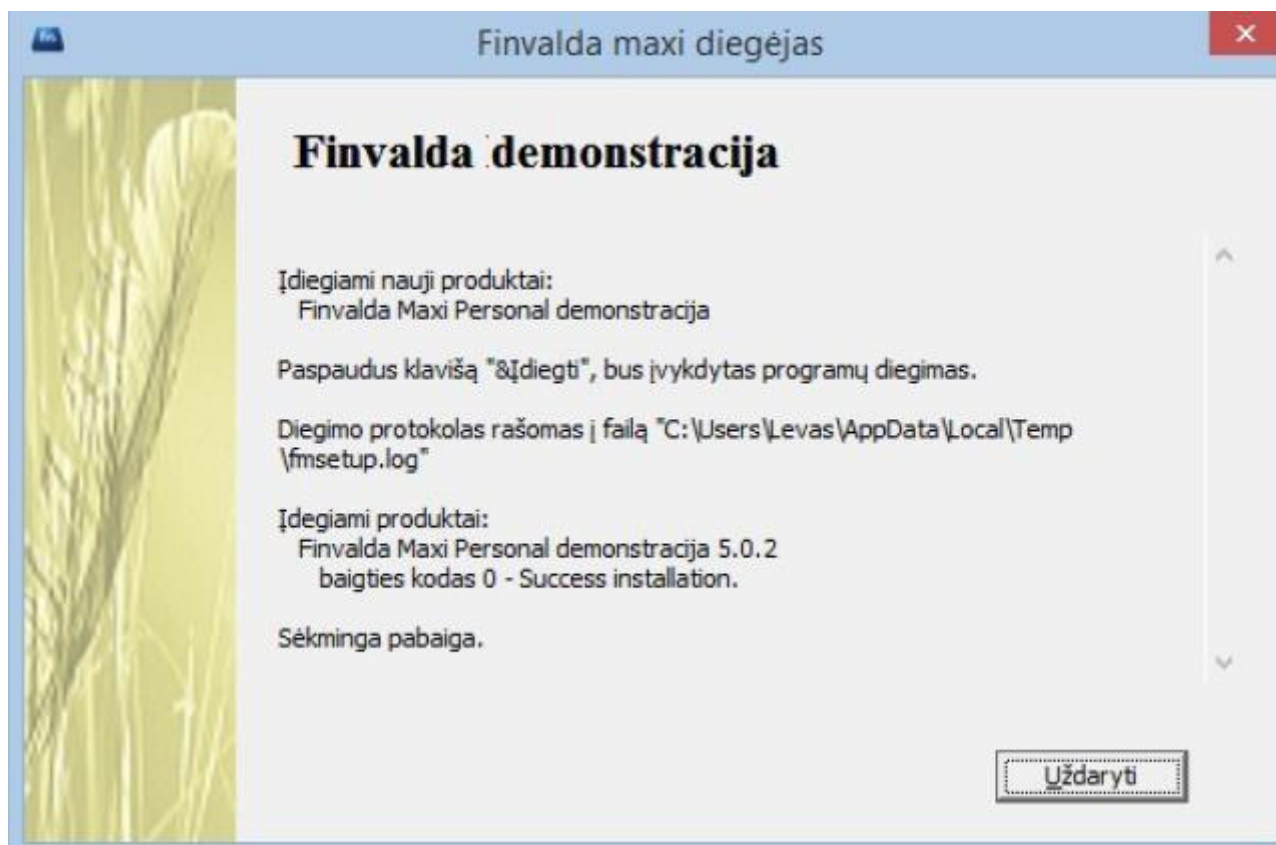 Finvalda maxi diegėjas
Finvalda demonstracija
Įdiegiami nauji produktai:
Finvalda Maxi Personal demonstracija
Paspaudus klavišą "&Įdiegti", bus įvykdytas programų diegimas.
Diegimo protokolas rašomas į failą "C:\Users\Levas\AppData\Local\Temp
\fmsetup.log"
Įdegiami produktai:
Finvalda Maxi Personal demonstracija 5.0.2
baigties kodas 0 - Success installation.
Sėkminga pabaiga.
Uždaryti